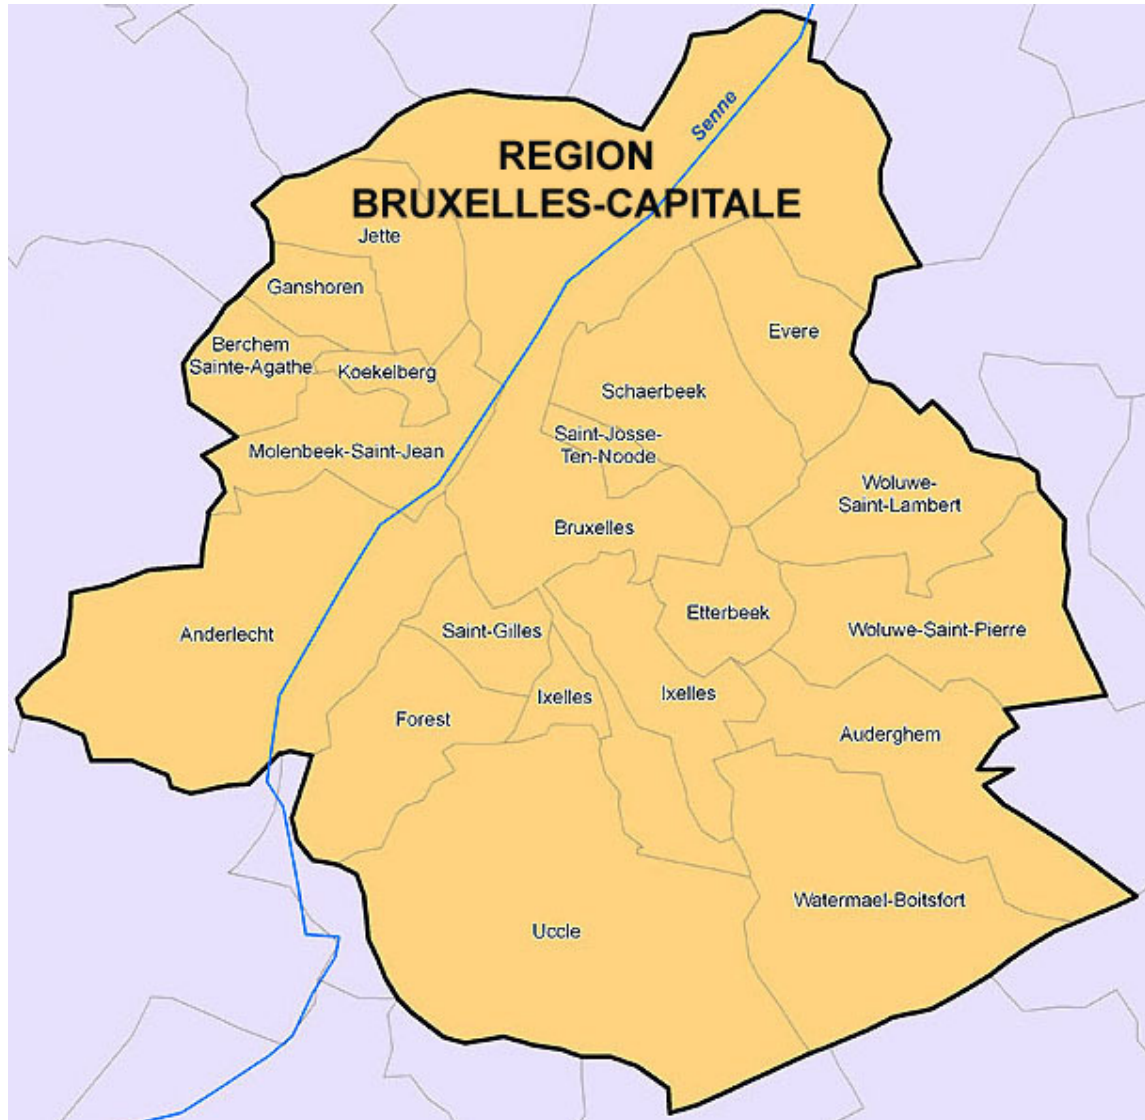 Senne
REGION
BRUXELLES-CAPITALE
Jette
Ganshoren
Evere
Berchem
Sainte-Agathe
Koekelberg
Schaerbeek
Saint-Josse-
Ten-Noode
Molenbeek-Saint-Jean
Woluwe-
Saint-Lambert
Bruxelles
Etterbeek
Anderlecht
Saint-Gilles
Woluwe-Saint-Pierre
Ixelles
Ixelles
Forest
Auderghem
Watermael-Boitsfort
Uccle